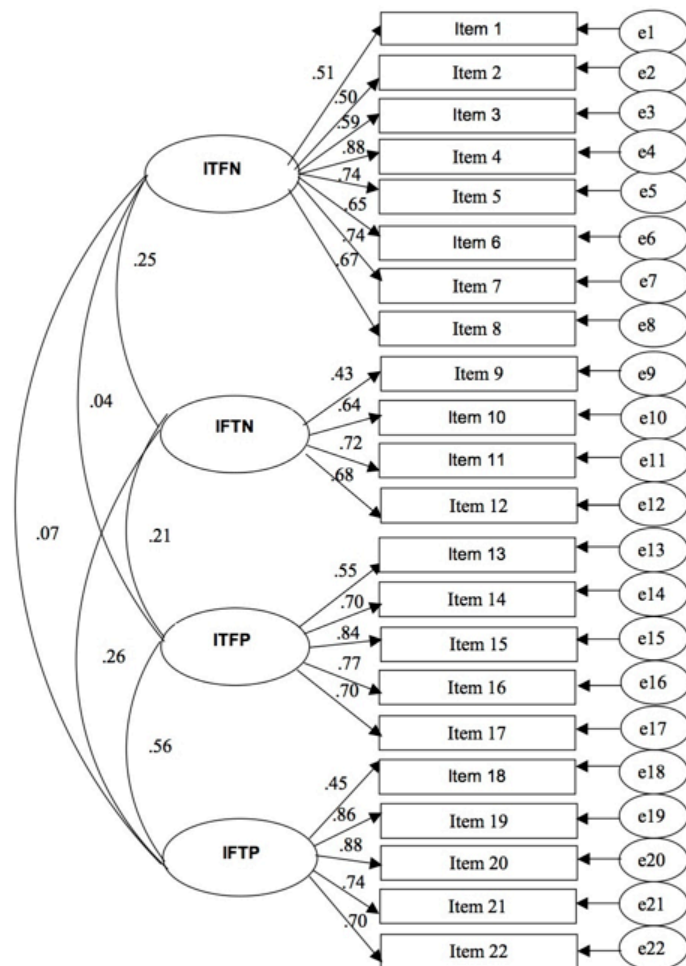 Item 1 e1
.51
Item 2 e2
.50
Item 3 e3
.59
Item 4 e4
.88
ITFN
Item 5 e5
.74
Item 6 e6
.65
Item 7 e7
.74
Item 8 e8
.67
.25
Item 9 e9
.43
.04
IFTN
Item 10 e10
.64
Item 11 e11
.72
Item 12 e12
.68
.07
.21
Item 13 e13
.55
Item 14 e14
.70
ITFP
Item 15 e15
.84
.26
Item 16 e16
.77
Item 17 e17
.70
.56
Item 18 e18
.45
Item 19 e19
.86
IFTP
Item 20 e20
.88
Item 21 e21
.74
Item 22 e22
.70